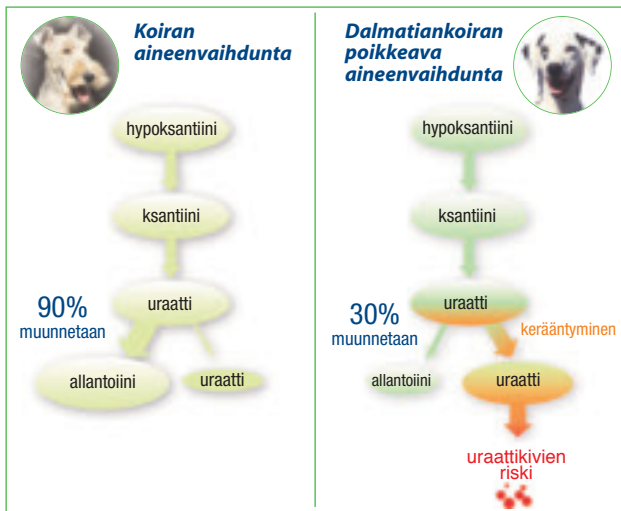 Koiran
aineenvaihdunta
hypoksantiini
ksantiini
uraatti
90%
muunnetaan
allantoiini
uraatti
Dalmatiankoiran
poikkeava
aineenvaihdunta
hypoksantiini
ksantiini
uraatti
30%
muunnetaan
kerääntyminen
allantoiini
uraatti
uraattikivien
riski